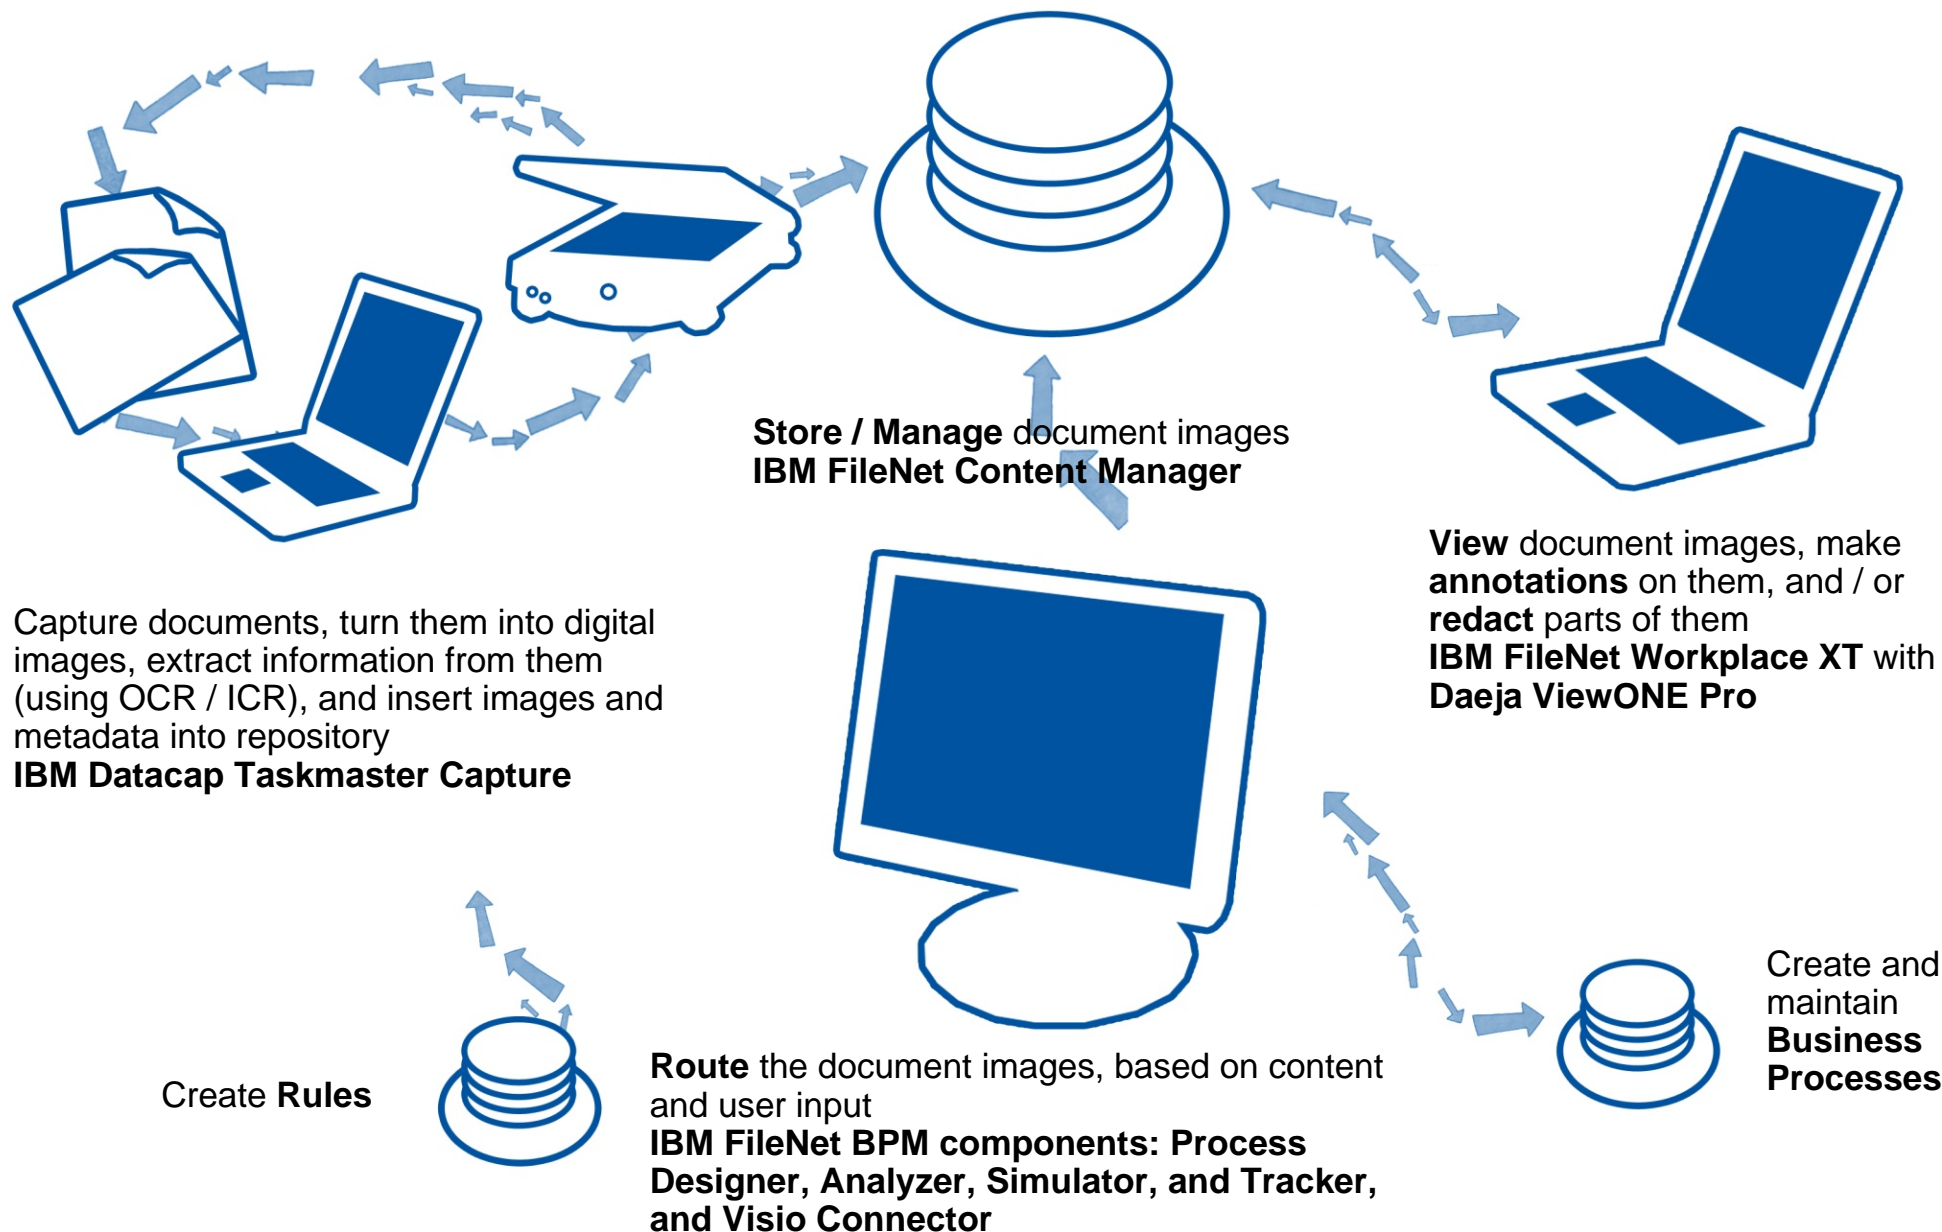 Store / Manage document images
IBM FileNet Content Manager
View document images, make
annotations on them, and / or
redact parts of them
IBM FileNet Workplace XT with
Daeja ViewONE Pro
Capture documents, turn them into digital
images, extract information from them
(using OCR / ICR), and insert images and
metadata into repository
IBM Datacap Taskmaster Capture
Create Rules
Route the document images, based on content
and user input
IBM FileNet BPM components: Process
Designer, Analyzer, Simulator, and Tracker,
and Visio Connector
Create and
maintain
Business
Processes